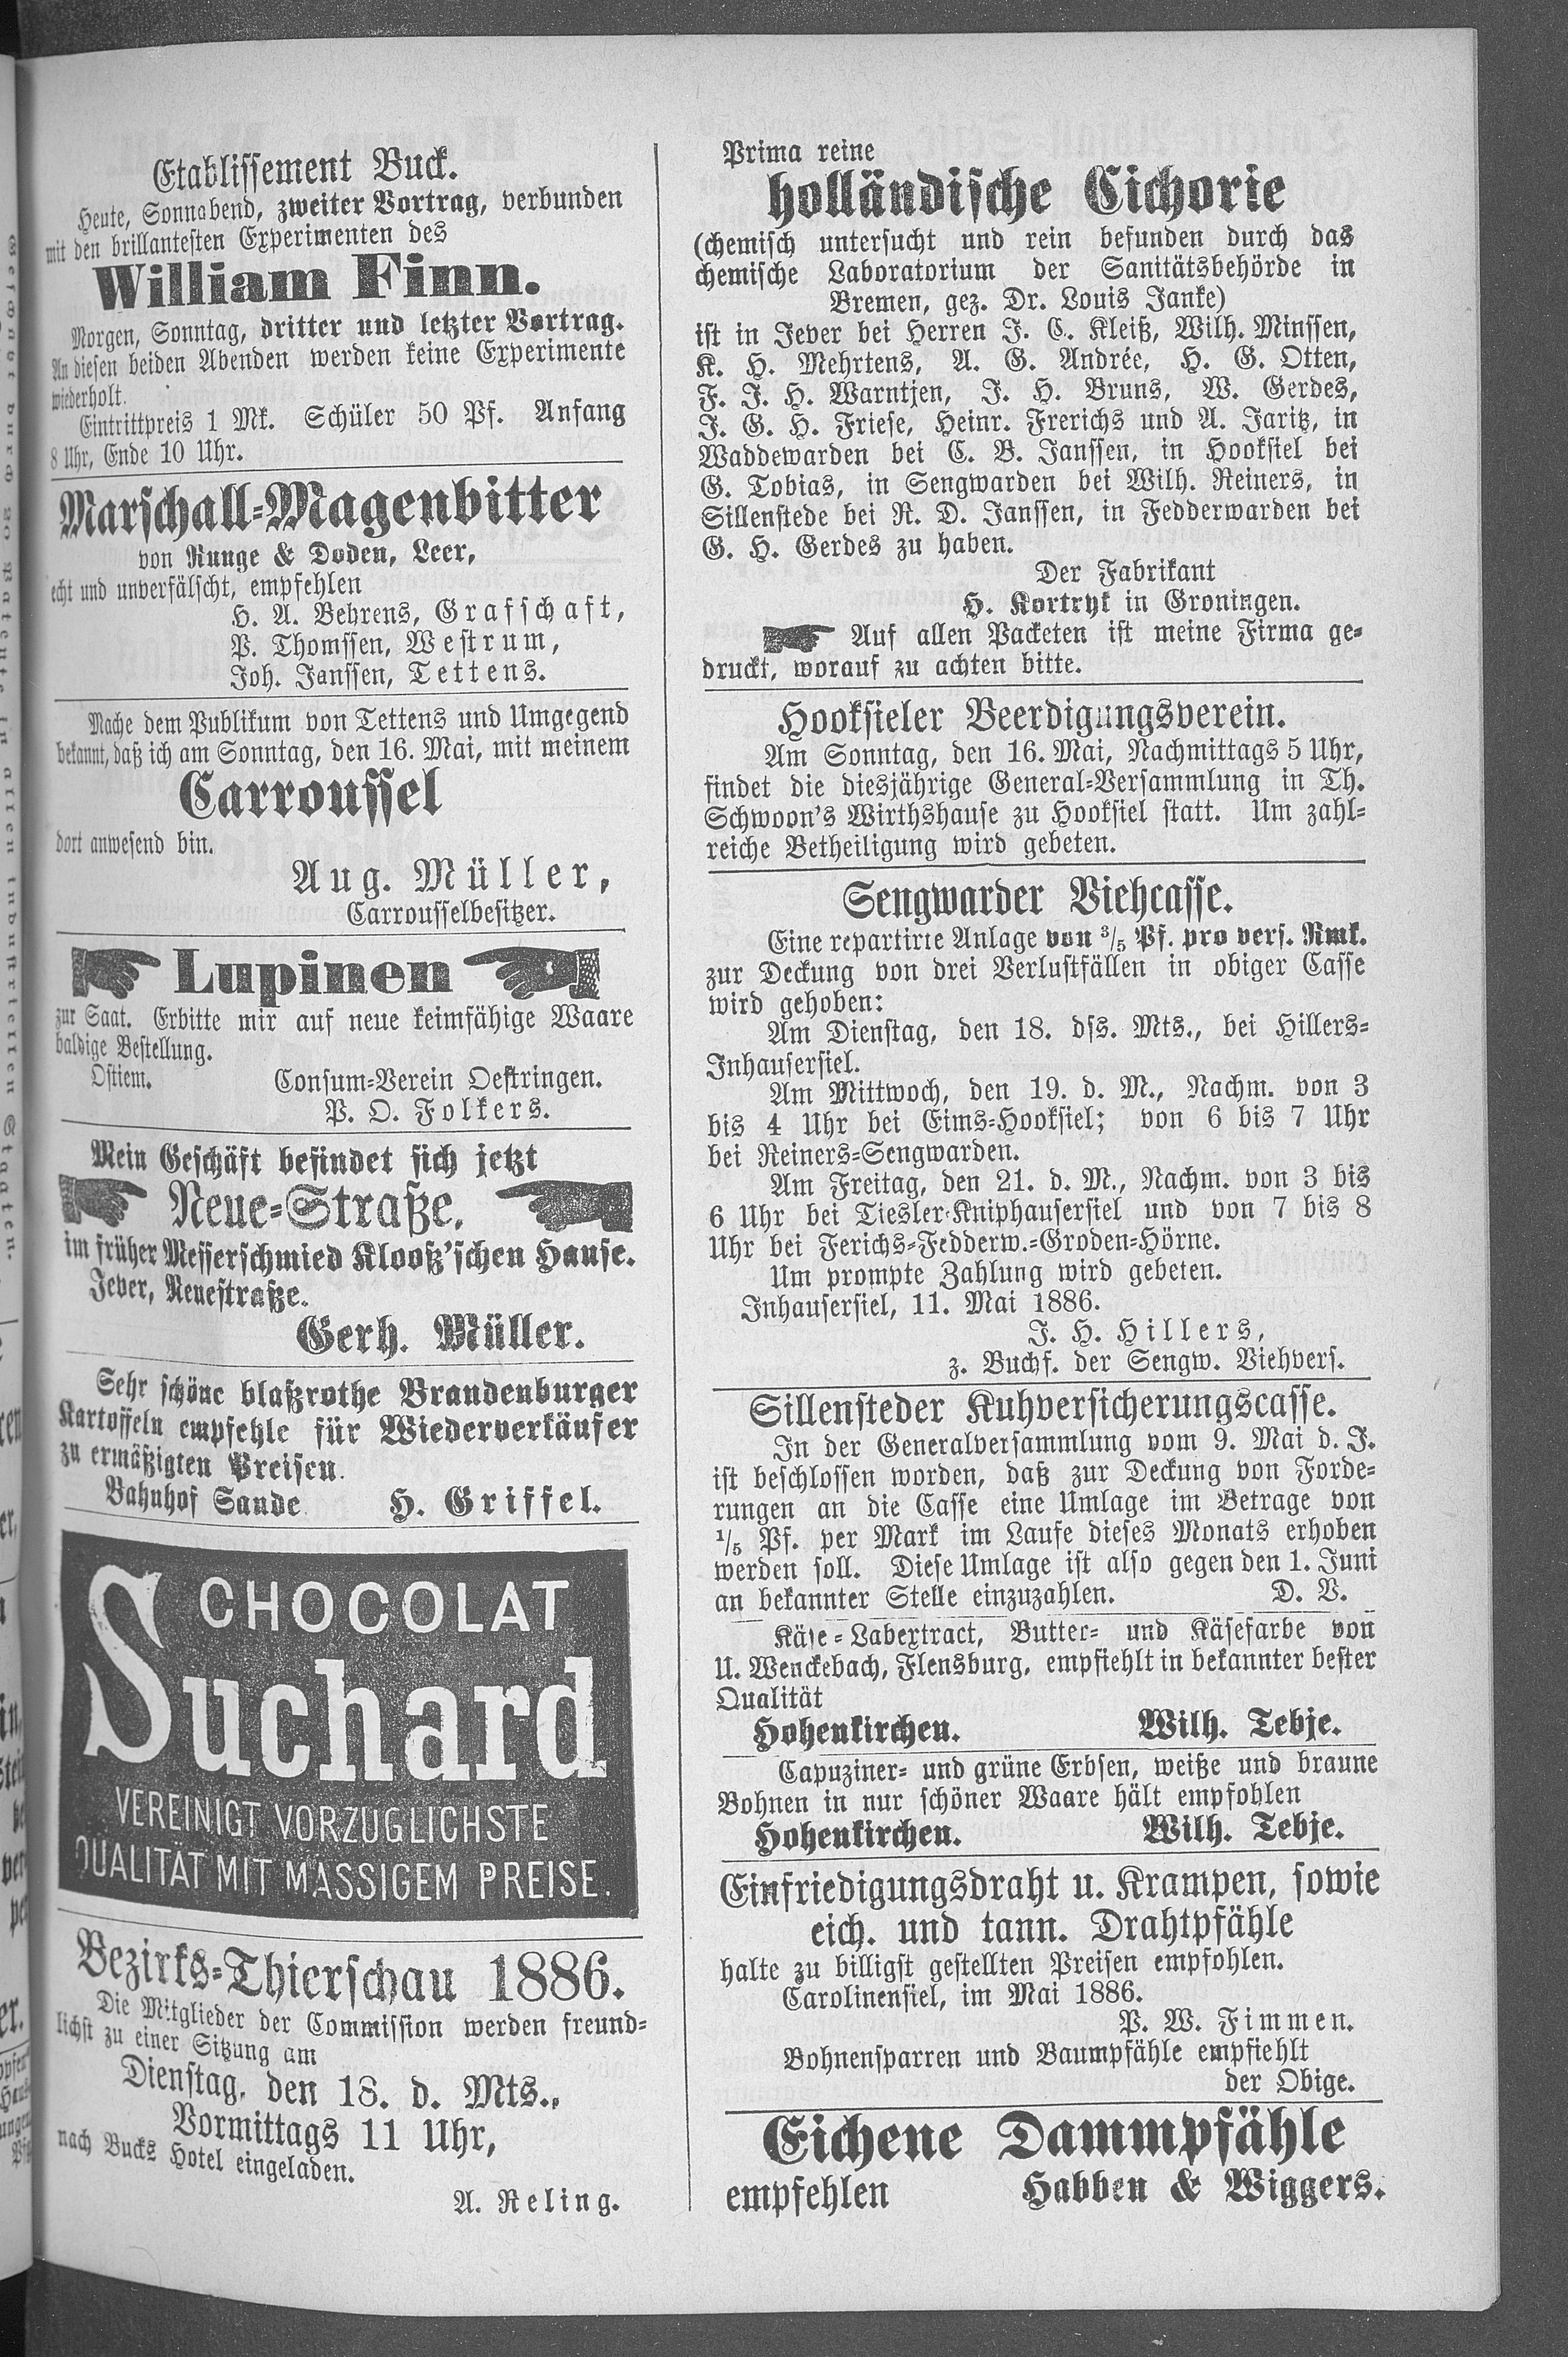 Etablissement Buck.
Heute, Sonnabend, zweiter Vortrag, verbunden
mit den brillantesten Experimenten des
William Finn.
Morgen, Sonntag, dritter und letzter Vortrag.
An diesen beiden Abenden werden keine Experimente
wiederholt.
Eintrittpreis 1 Mk. Schüler 50 Pf. Anfang
8 Uhr, Ende 10 Uhr.
Marschall-Magenbitter
von Runge & Doden, Leer,
echt und unverfälscht, empfehlen
H. A. Behrens, Grafschaft,
P. Thomssen, Westrum,
Joh. Janssen, Tettens.
Mache dem Publikum von Tettens und Umgegend
bekannt, daß ich am Sonntag, den 16. Mai, mit meinem
Carroussel
dort anwesend bin.
Aug. Müller,
Carrousselbesitzer.
Lupinen
zur Saat. Erbitte mir auf neue keimfähige Waare
baldige Bestellung.
Ostiem. Consum-Verein Oestringen.
P. O. Folkers.
Mein Geschäft befindet sich jetzt
Neue-Straße,
im früher Messerschmied Klooß'schen Hause.
Jever, Neuestraße.
Gerh. Müller.
Sehr schöne blaßrothe Brandenburger
Kartoffeln empfehle für Wiederverkäufer
zu ermäßigten Preisen.
Bahnhof Sande. H. Griffel.
CHOCOLAT
Suchard
VEREINIGT VORZÜGLICHSTE
QUALITÄT MIT MÄSSIGEM PREISE.
Bezirks-Thierschau 1886.
Die Mitglieder der Commission werden freund-
lichst zu einer Sitzung am
Dienstag, den 18. d. Mts.,
Vormittags 11 Uhr,
nach Bucks Hotel eingeladen.
A. Reling.
Prima reine
holländische Cichorie
(chemisch untersucht und rein befunden durch das
chemische Laboratorium der Sanitätsbehörde in
Bremen, gez. Dr. Louis Janke)
ist in Jever bei Herren J. C. Kleiß, Wilh. Minssen,
K. H. Mehrtens, A. G. Andrée, H. G. Otten,
F. J. H. Warntjen, J. H. Bruns, W. Gerdes,
J. G. H. Friese, Heinr. Frerichs und A. Jaritz, in
Waddewarden bei C. B. Janssen, in Hooksiel bei
G. Tobias, in Sengwarden bei Wilh. Reiners, in
Sillenstede bei R. D. Janssen, in Fedderwarden bei
G. H. Gerdes zu haben.
Der Fabrikant
H. Kortryk in Groningen.
Auf allen Packeten ist meine Firma ge-
druckt, worauf zu achten bitte.
Hooksieler Beerdigungsverein.
Am Sonntag, den 16. Mai, Nachmittags 5 Uhr,
findet die diesjährige General-Versammlung in Th.
Schwoon's Wirthshause zu Hooksiel statt. Um zahl-
reiche Betheiligung wird gebeten.
Sengwarder Viehcasse.
Eine repartirte Anlage von 3/5 Pf. pro vers. Rmk.
zur Deckung von drei Verlustfällen in obiger Casse
wird gehoben:
Am Dienstag, den 18. dss. Mts., bei Hillers-
Inhausersiel.
Am Mittwoch, den 19. d. M., Nachm. von 3
bis 4 Uhr bei Eims-Hooksiel; von 6 bis 7 Uhr
bei Reiners-Sengwarden.
Am Freitag, den 21. d. M., Nachm. von 3 bis
6 Uhr bei Tiesler-Kniphausersiel und von 7 bis 8
Uhr bei Ferichs-Fedderw.-Groden-Hörne.
Um prompte Zahlung wird gebeten.
Inhausersiel, 11. Mai 1886.
J. H. Hillers,
z. Buchf. der Sengw. Viehvers.
Sillensteder Kuhversicherungscasse.
In der Generalversammlung vom 9. Mai d. J.
ist beschlossen worden, daß zur Deckung von Forde-
rungen an die Casse eine Umlage im Betrage von
1/5 Pf. per Mark im Laufe dieses Monats erhoben
werden soll. Diese Umlage ist also gegen den 1. Juni
an bekannter Stelle einzuzahlen. D. V.
Käse-Labextract, Butter- und Käsefarbe von
U. Wenckebach, Flensburg, empfiehlt in bekannter bester
Qualität
Hohenkirchen. Wilh. Tebje.
Capuziner- und grüne Erbsen, weiße und braune
Bohnen in nur schöner Waare hält empfohlen
Hohenkirchen. Wilh. Tebje.
Einfriedigungsdraht u. Krampen, sowie
eich. und tann. Drahtpfähle
halte zu billigst gestellten Preisen empfohlen.
Carolinensiel, im Mai 1886.
P. W. Fimmen.
Bohnensparren und Baumpfähle empfiehlt
der Obige.
Eichene Dammpfähle
empfehlen Habben & Wiggers.